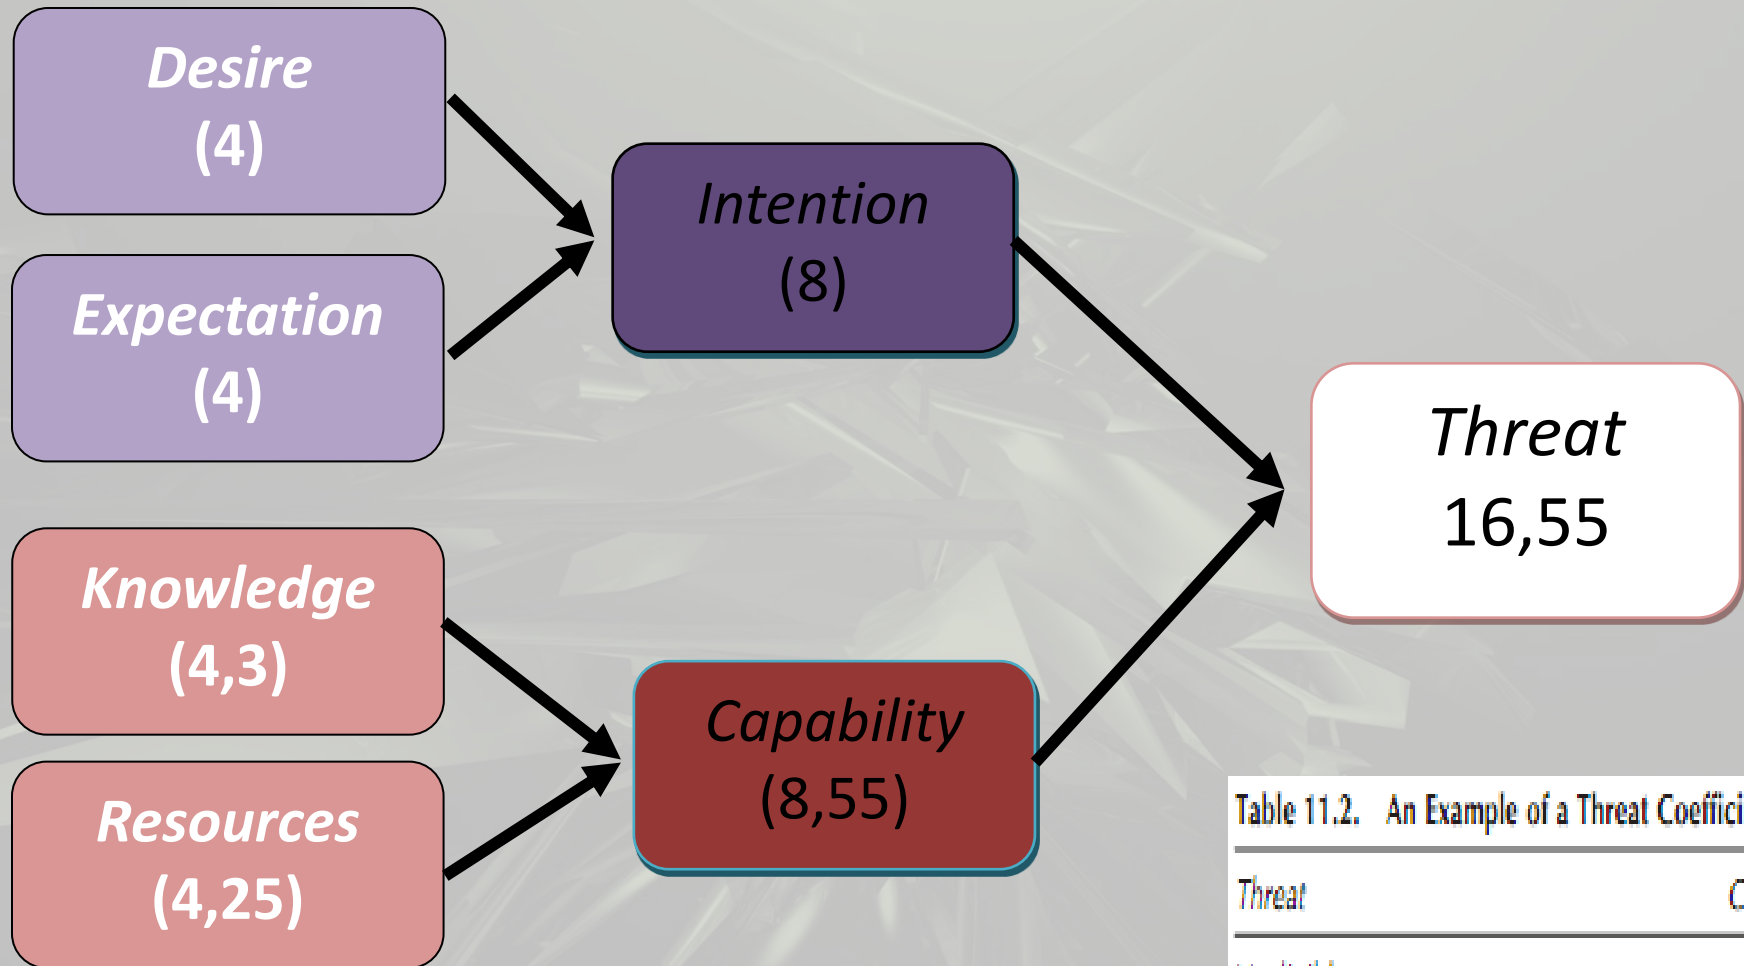 Desire
(4)
Expectation
(4)
Intention
(8)
Knowledge
(4,3)
Resources
(4,25)
Capability
(8,55)
Threat
16,55
Table 11.2. An Example of a Threat
Threat